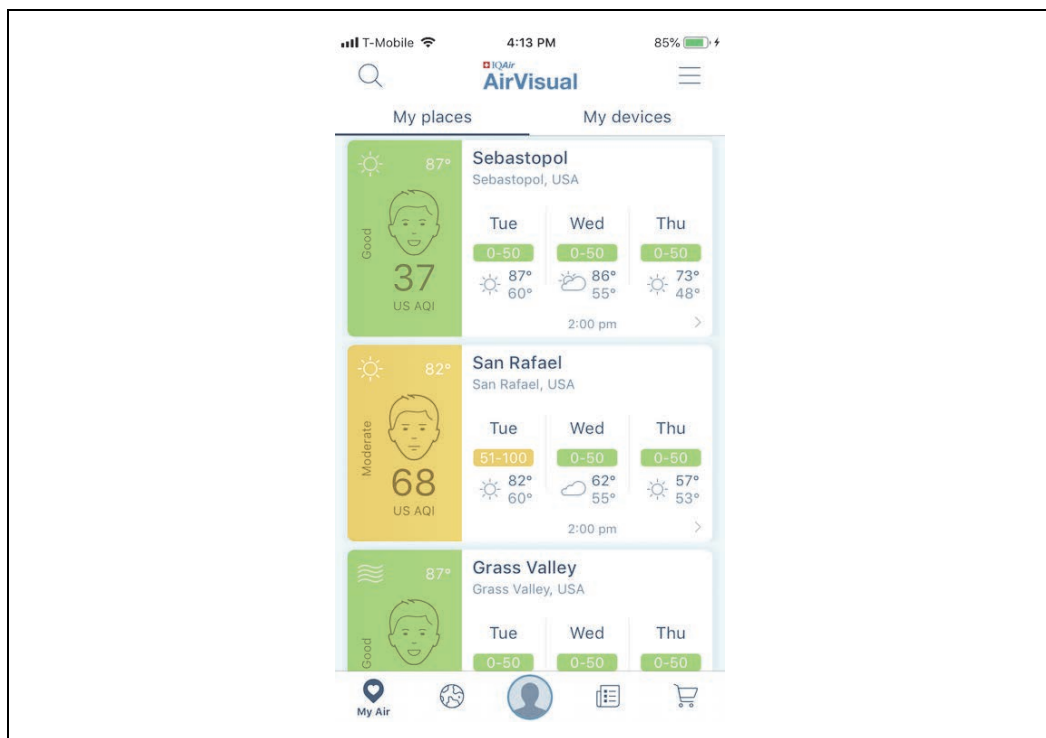 T-Mobile 4:13 PM 85%
IQAir
AirVisual
My places My devices
87°
Good
37
US AQI
Sebastopol
Sebastopol, USA
Tue Wed Thu
0-50 0-50 0-50
87° 86° 73°
60° 55° 48°
2:00 pm
82°
Moderate
68
US AQI
San Rafael
San Rafael, USA
Tue Wed Thu
51-100 0-50 0-50
82° 62° 57°
60° 55° 53°
2:00 pm
87°
Good
Grass Valley
Grass Valley, USA
Tue Wed Thu
0-50 0-50 0-50
My Air